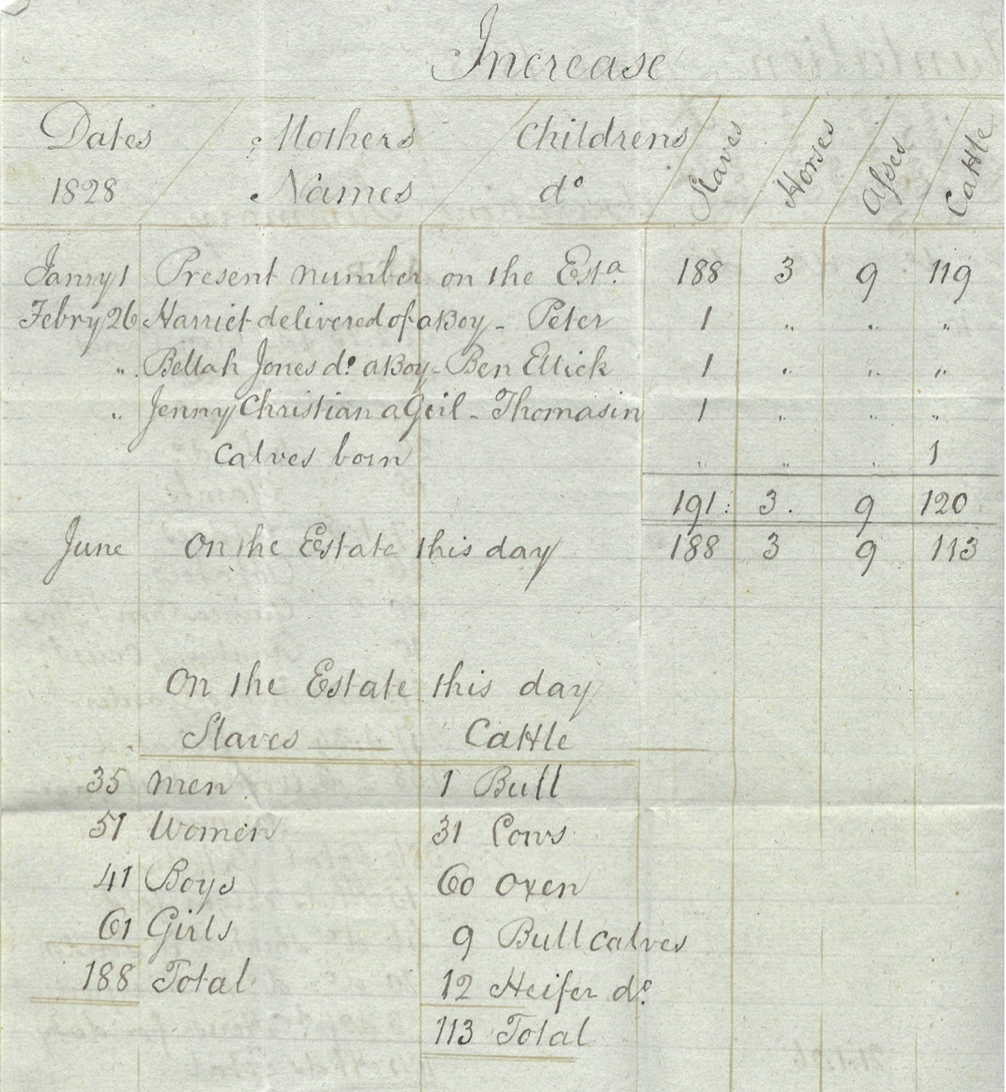 Increase
Dates Mothers Childrens Slaves Horses Asses Cattle
1828 Names do
Janry 1 Present number on the Esta. 188 3 9 119
Febry 26 Harriet delivered of a Boy - Peter 1 " " "
" Bellah Jones do. a Boy - Ben Ellick 1 " " "
" Jenny Christian a Geil - Thomasin 1 " " "
Calves born " " " 1
191: 3. 9 120
June On the Estate this day 188 3 9 113
On the Estate this day
Slaves Cattle
35 Men 1 Bull
51 Women 31 Cows
41 Boys 60 Oxen
61 Girls 9 Bull calves
188 Total 12 Heifer do.
113 Total